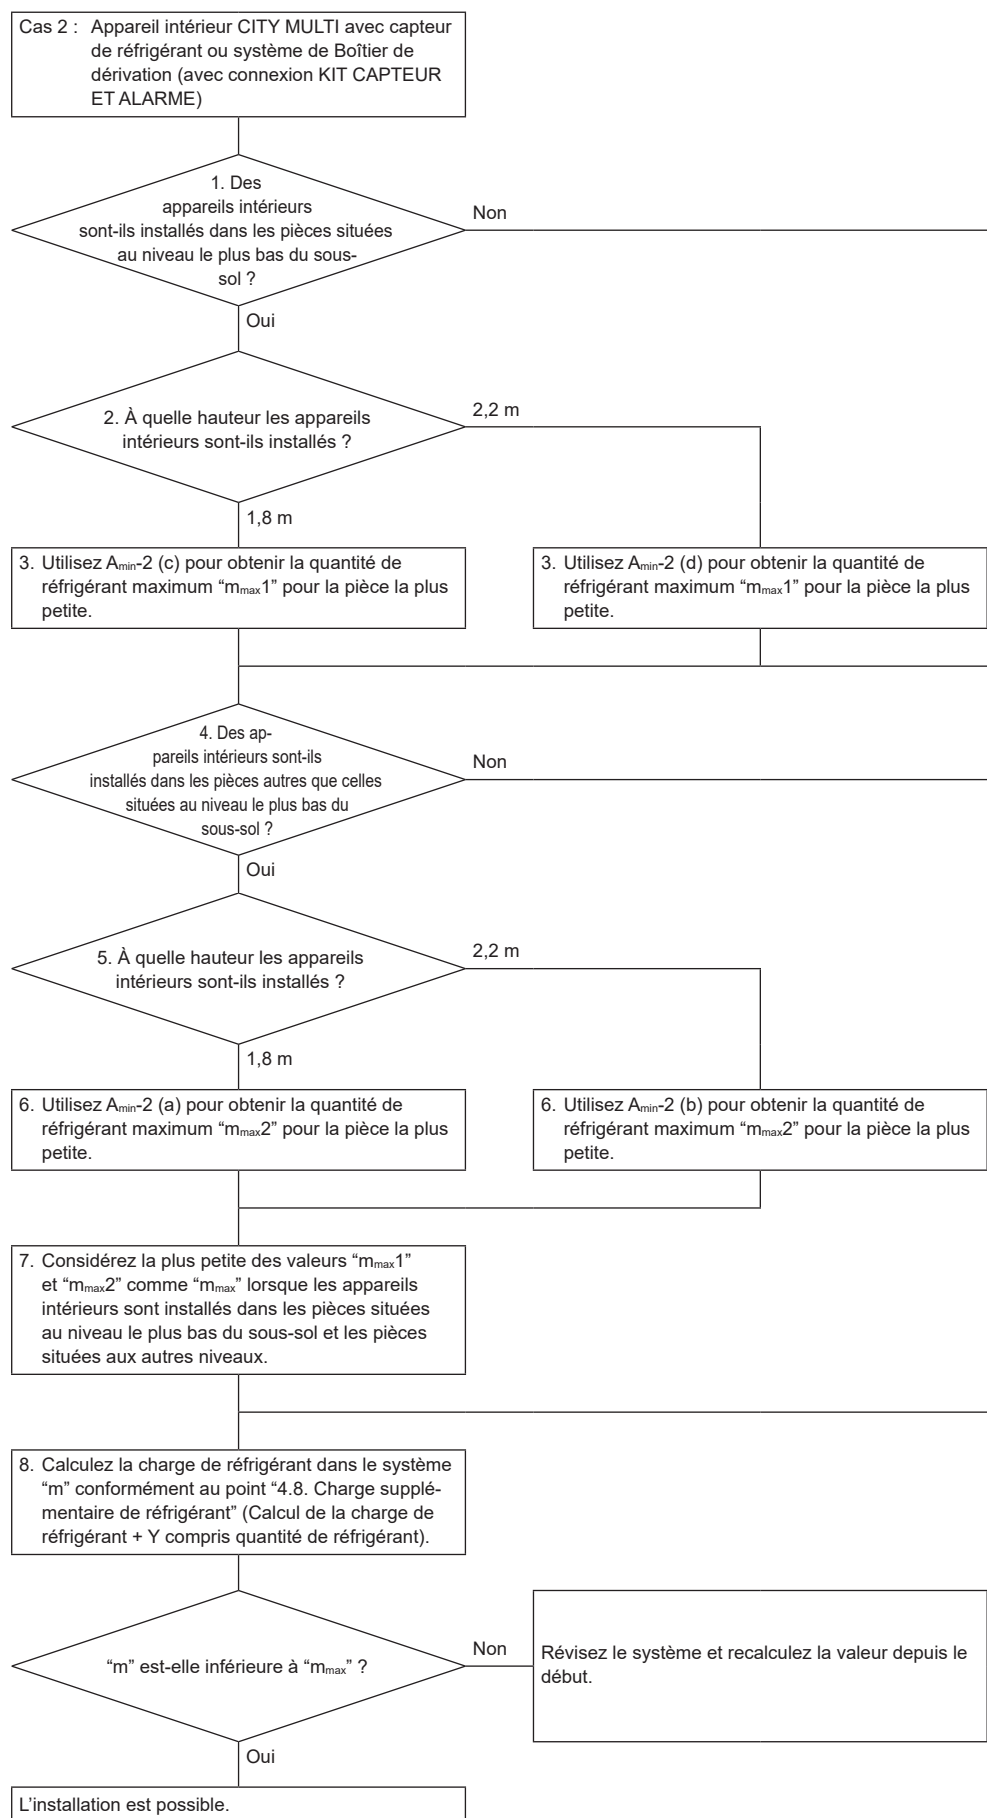 Cas 2 : Appareil intérieur CITY MULTI avec capteur
de réfrigérant ou système de Boîtier de
dérivation (avec connexion KIT CAPTEUR
ET ALARME)
1. Des
appareils intérieurs
sont-ils installés dans les pièces situées
au niveau le plus bas du sous-
sol ?
Non
Oui
2. À quelle hauteur les appareils
intérieurs sont-ils installés ?
2,2 m
1,8 m
3. Utilisez Amin-2 (c) pour obtenir la quantité de
réfrigérant maximum “mmax1” pour la pièce la plus
petite.
3. Utilisez Amin-2 (d) pour obtenir la quantité de
réfrigérant maximum “mmax1” pour la pièce la plus
petite.
4. Des ap-
pareils intérieurs sont-ils
installés dans les pièces autres que celles
situées au niveau le plus bas du
sous-sol ?
Non
Oui
5. À quelle hauteur les appareils
intérieurs sont-ils installés ?
2,2 m
1,8 m
6. Utilisez Amin-2 (a) pour obtenir la quantité de
réfrigérant maximum “mmax2” pour la pièce la plus
petite.
6. Utilisez Amin-2 (b) pour obtenir la quantité de
réfrigérant maximum “mmax2” pour la pièce la plus
petite.
7. Considérez la plus petite des valeurs “mmax1”
et “mmax2” comme “mmax” lorsque les appareils
intérieurs sont installés dans les pièces situées
au niveau le plus bas du sous-sol et les pièces
situées aux autres niveaux.
8. Calculez la charge de réfrigérant dans le système
“m” conformément au point “4.8. Charge supplé-
mentaire de réfrigérant” (Calcul de la charge de
réfrigérant + Y compris quantité de réfrigérant).
“m” est-elle inférieure à “mmax” ?
Non
Révisez le système et recalculez la valeur depuis le
début.
Oui
L’installation est possible.